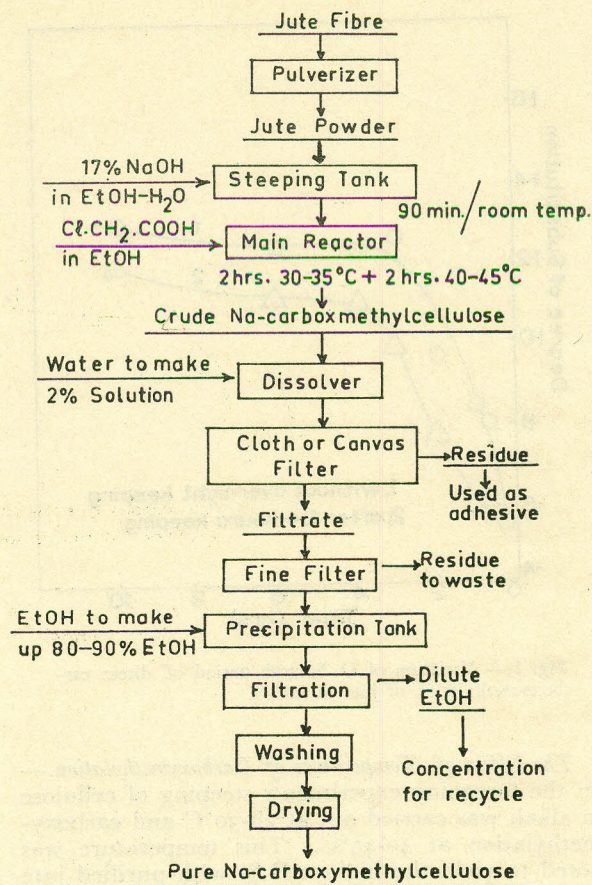 Jute Fibre
Pulverizer
Jute Powder
17% NaOH
in EtOH-H2O
Steeping Tank
90 min./room temp.
Cl.CH2.COOH
in EtOH
Main Reactor
2 hrs. 30-35°C + 2 hrs. 40-45°C
Crude Na-carboxmethylcellulose
Water to make
2% Solution
Dissolver
Cloth or Canvas
Filter
Residue
Used as
adhesive
Filtrate
Fine Filter
Residue
to waste
EtOH to make
up 80-90% EtOH
Precipitation Tank
Filtration
Dilute
EtOH
Washing
Concentration
for recycle
Drying
Pure Na-carboxymethylcellulose